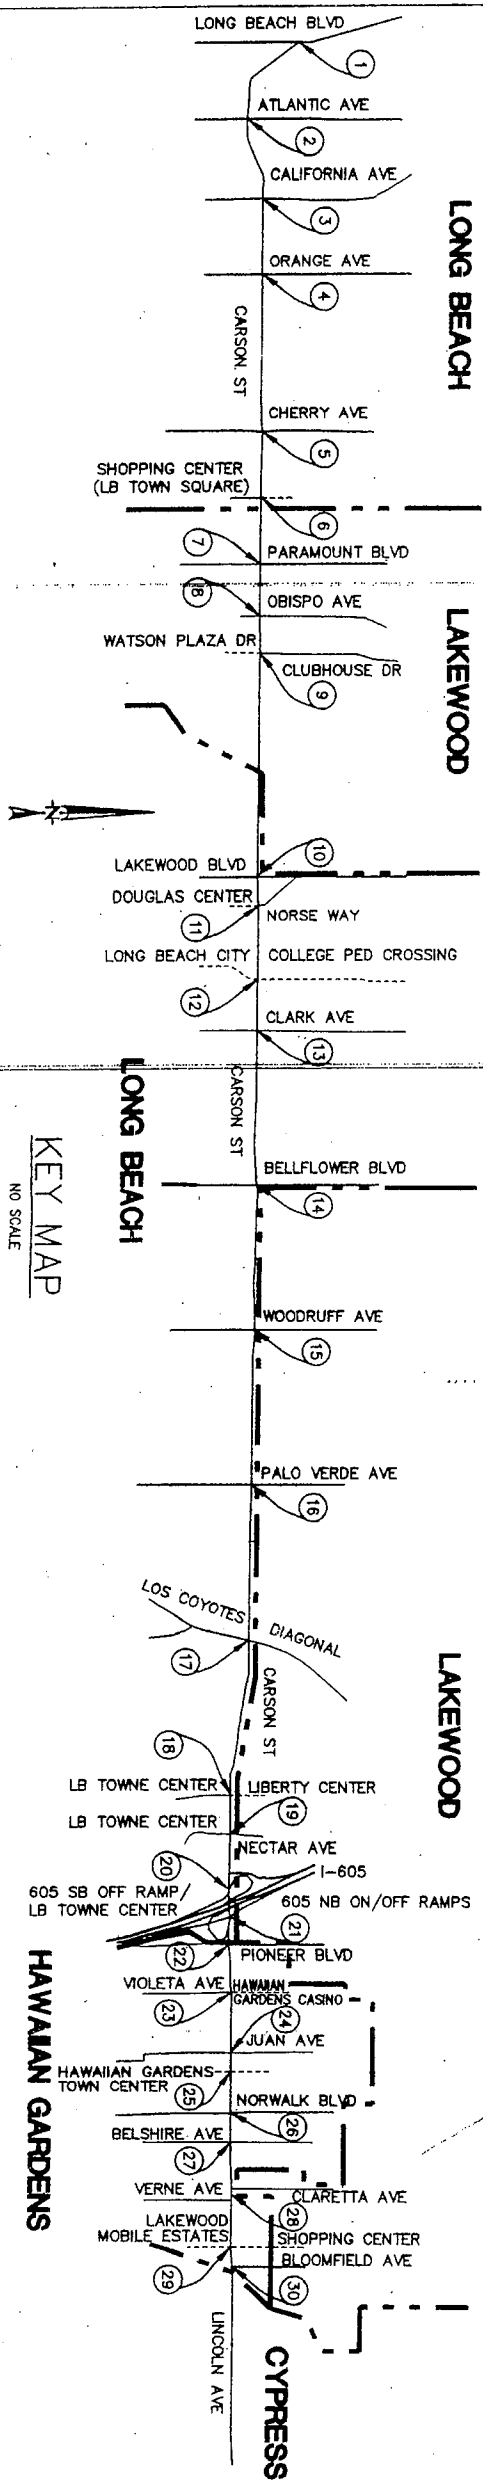 LONG BEACH BLVD
1
ATLANTIC AVE
2
CALIFORNIA AVE
3
LONG BEACH
ORANGE AVE
4
CARSON ST
CHERRY AVE
5
SHOPPING CENTER
(LB TOWN SQUARE)
6
7
PARAMOUNT BLVD
8
OBISPO AVE
LAKEWOOD
WATSON PLAZA DR
CLUBHOUSE DR
9
N
10
LAKEWOOD BLVD
DOUGLAS CENTER
NORSE WAY
11
LONG BEACH CITY COLLEGE PED CROSSING
12
CLARK AVE
13
CARSON ST
LONG BEACH
KEY MAP
NO SCALE
BELLFLOWER BLVD
14
WOODRUFF AVE
15
PALO VERDE AVE
16
LOS COYOTES DIAGONAL
17
CARSON ST
LAKEWOOD
18
LB TOWNE CENTER
LIBERTY CENTER
19
LB TOWNE CENTER
NECTAR AVE
20
I-605
605 SB OFF RAMP/
LB TOWNE CENTER
605 NB ON/OFF RAMPS
21
22
PIONEER BLVD
VIOLETA AVE
HAWAIIAN
GARDENS CASINO
23
24
JUAN AVE
HAWAIIAN GARDENS
TOWN CENTER
25
NORWALK BLVD
26
BELSHIRE AVE
27
HAWAIIAN GARDENS
VERNE AVE
CLARETTA AVE
28
LAKEWOOD
MOBILE ESTATES
SHOPPING CENTER
BLOOMFIELD AVE
29
30
LINCOLN AVE
CYPRESS